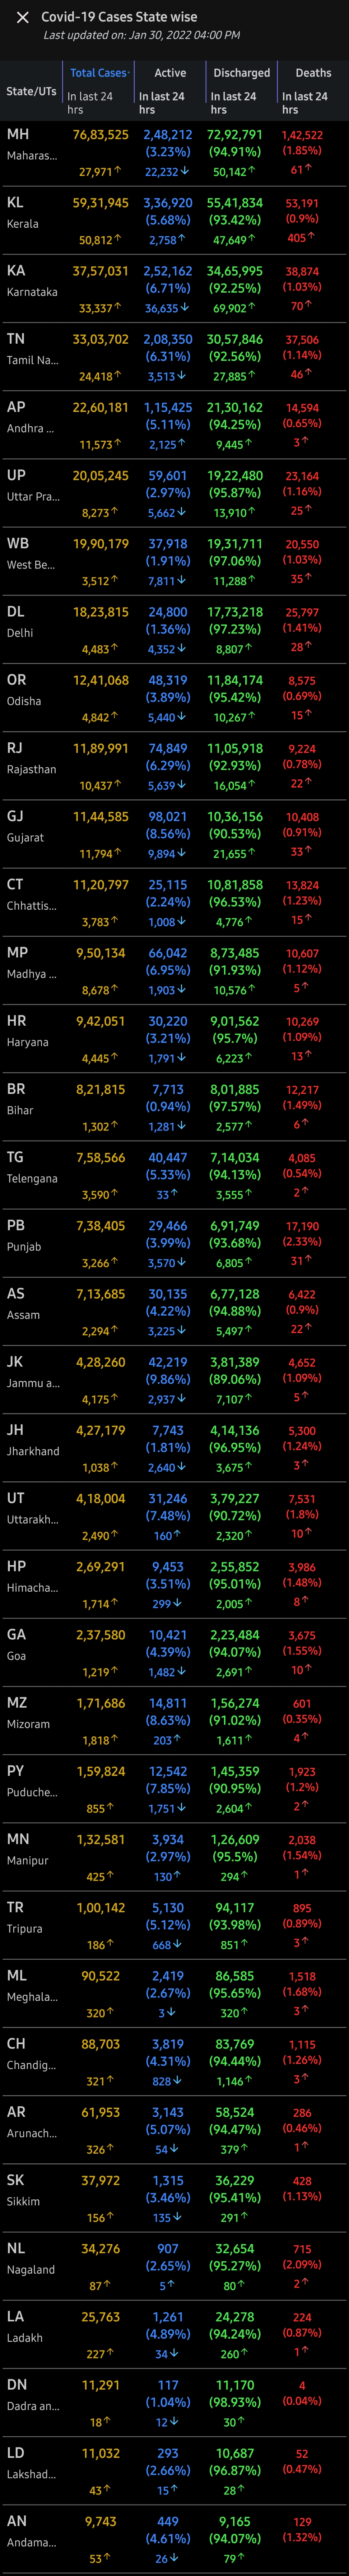 Covid-19 Cases State wise
Last updated on: Jan 30, 2022 04:00 PM
State/UTs Total Cases Active Discharged Deaths
In last 24 hrs In last 24 hrs In last 24 hrs In last 24 hrs
MH 76,83,525 2,48,212 72,92,791 1,42,522
Maharas... (3.23%) (94.91%) (1.85%)
27,971↑ 22,232↓ 50,142↑ 61↑
KL 59,31,945 3,36,920 55,41,834 53,191
Kerala (5.68%) (93.42%) (0.9%)
50,812↑ 2,758↑ 47,649↑ 405↑
KA 37,57,031 2,52,162 34,65,995 38,874
Karnataka (6.71%) (92.25%) (1.03%)
33,337↑ 36,635↓ 69,902↑ 70↑
TN 33,03,702 2,08,350 30,57,846 37,506
Tamil Na... (6.31%) (92.56%) (1.14%)
24,418↑ 3,513↓ 27,885↑ 46↑
AP 22,60,181 1,15,425 21,30,162 14,594
Andhra ... (5.11%) (94.25%) (0.65%)
11,573↑ 2,125↑ 9,445↑ 3↑
UP 20,05,245 59,601 19,22,480 23,164
Uttar Pra... (2.97%) (95.87%) (1.16%)
8,273↑ 5,662↓ 13,910↑ 25↑
WB 19,90,179 37,918 19,31,711 20,550
West Be... (1.91%) (97.06%) (1.03%)
3,512↑ 7,811↓ 11,288↑ 35↑
DL 18,23,815 24,800 17,73,218 25,797
Delhi (1.36%) (97.23%) (1.41%)
4,483↑ 4,352↓ 8,807↑ 28↑
OR 12,41,068 48,319 11,84,174 8,575
Odisha (3.89%) (95.42%) (0.69%)
4,842↑ 5,440↓ 10,267↑ 15↑
RJ 11,89,991 74,849 11,05,918 9,224
Rajasthan (6.29%) (92.93%) (0.78%)
10,437↑ 5,639↓ 16,054↑ 22↑
GJ 11,44,585 98,021 10,36,156 10,408
Gujarat (8.56%) (90.53%) (0.91%)
11,794↑ 9,894↓ 21,655↑ 33↑
CT 11,20,797 25,115 10,81,858 13,824
Chhattis... (2.24%) (96.53%) (1.23%)
3,783↑ 1,008↓ 4,776↑ 15↑
MP 9,50,134 66,042 8,73,485 10,607
Madhya ... (6.95%) (91.93%) (1.12%)
8,678↑ 1,903↓ 10,576↑ 5↑
HR 9,42,051 30,220 9,01,562 10,269
Haryana (3.21%) (95.7%) (1.09%)
4,445↑ 1,791↓ 6,223↑ 13↑
BR 8,21,815 7,713 8,01,885 12,217
Bihar (0.94%) (97.57%) (1.49%)
1,302↑ 1,281↓ 2,577↑ 6↑
TG 7,58,566 40,447 7,14,034 4,085
Telengana (5.33%) (94.13%) (0.54%)
3,590↑ 33↑ 3,555↑ 2↑
PB 7,38,405 29,466 6,91,749 17,190
Punjab (3.99%) (93.68%) (2.33%)
3,266↑ 3,570↓ 6,805↑ 31↑
AS 7,13,685 30,135 6,77,128 6,422
Assam (4.22%) (94.88%) (0.9%)
2,294↑ 3,225↓ 5,497↑ 22↑
JK 4,28,260 42,219 3,81,389 4,652
Jammu a... (9.86%) (89.06%) (1.09%)
4,175↑ 2,937↓ 7,107↑ 5↑
JH 4,27,179 7,743 4,14,136 5,300
Jharkhand (1.81%) (96.95%) (1.24%)
1,038↑ 2,640↓ 3,675↑ 3↑
UT 4,18,004 31,246 3,79,227 7,531
Uttarakh... (7.48%) (90.72%) (1.8%)
2,490↑ 160↑ 2,320↑ 10↑
HP 2,69,291 9,453 2,55,852 3,986
Himacha... (3.51%) (95.01%) (1.48%)
1,714↑ 299↓ 2,005↑ 8↑
GA 2,37,580 10,421 2,23,484 3,675
Goa (4.39%) (94.07%) (1.55%)
1,219↑ 1,482↓ 2,691↑ 10↑
MZ 1,71,686 14,811 1,56,274 601
Mizoram (8.63%) (91.02%) (0.35%)
1,818↑ 203↑ 1,611↑ 4↑
PY 1,59,824 12,542 1,45,359 1,923
Puduche... (7.85%) (90.95%) (1.2%)
855↑ 1,751↓ 2,604↑ 2↑
MN 1,32,581 3,934 1,26,609 2,038
Manipur (2.97%) (95.5%) (1.54%)
425↑ 130↑ 294↑ 1↑
TR 1,00,142 5,130 94,117 895
Tripura (5.12%) (93.98%) (0.89%)
186↑ 668↓ 851↑ 3↑
ML 90,522 2,419 86,585 1,518
Meghala... (2.67%) (95.65%) (1.68%)
320↑ 3↓ 320↑ 3↑
CH 88,703 3,819 83,769 1,115
Chandig... (4.31%) (94.44%) (1.26%)
321↑ 828↓ 1,146↑ 3↑
AR 61,953 3,143 58,524 286
Arunach... (5.07%) (94.47%) (0.46%)
326↑ 54↓ 379↑ 1↑
SK 37,972 1,315 36,229 428
Sikkim (3.46%) (95.41%) (1.13%)
156↑ 135↓ 291↑
NL 34,276 907 32,654 715
Nagaland (2.65%) (95.27%) (2.09%)
87↑ 5↑ 80↑ 2↑
LA 25,763 1,261 24,278 224
Ladakh (4.89%) (94.24%) (0.87%)
227↑ 34↓ 260↑ 1↑
DN 11,291 117 11,170 4
Dadra an... (1.04%) (98.93%) (0.04%)
18↑ 12↓ 30↑
LD 11,032 293 10,687 52
Lakshad... (2.66%) (96.87%) (0.47%)
43↑ 15↑ 28↑
AN 9,743 449 9,165 129
Andama... (4.61%) (94.07%) (1.32%)
53↑ 26↓ 79↑